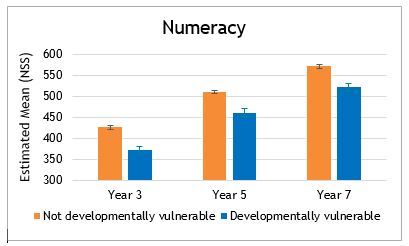 Numeracy
Estimated Mean (NSS)
600
550
500
450
400
350
300
Year 3 Year 5 Year 7
Not developmentally vulnerable Developmentally vulnerable